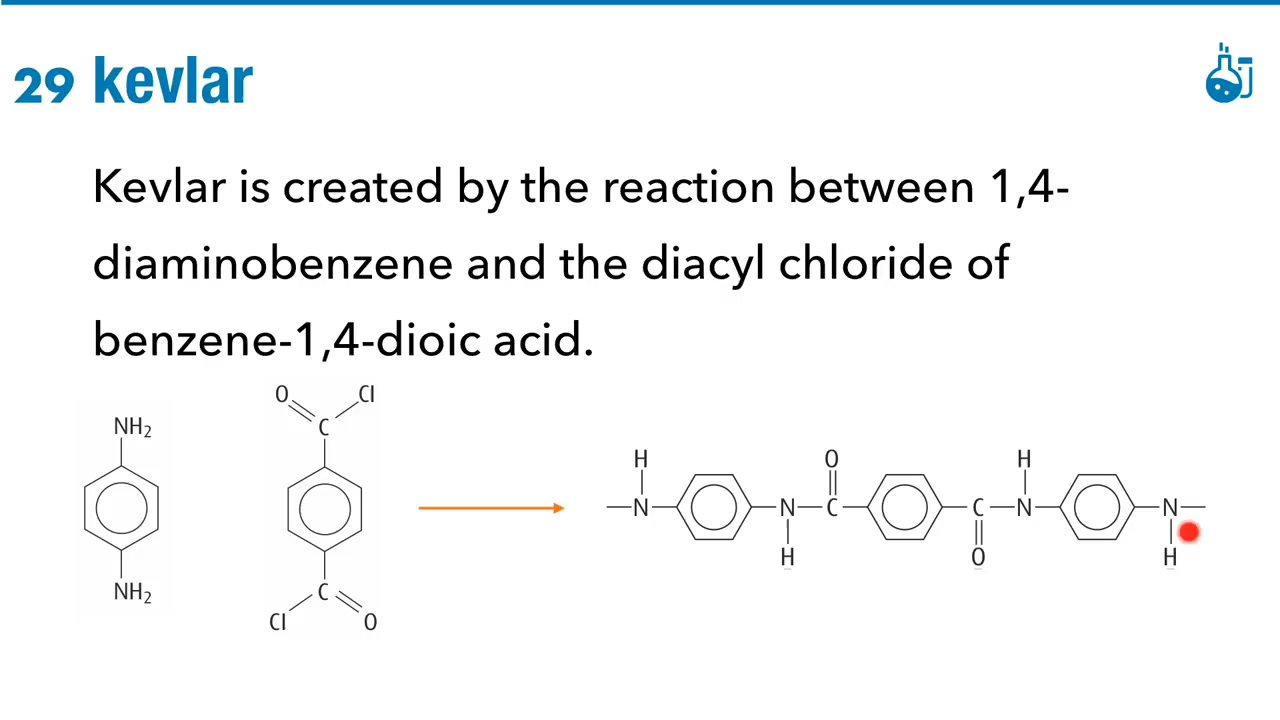 29 kevlar
Kevlar is created by the reaction between 1,4-
diaminobenzene and the diacyl chloride of
benzene-1,4-dioic acid.
O Cl
C
NH2
NH2
C
Cl O
H O H
N N C C N N
H O H